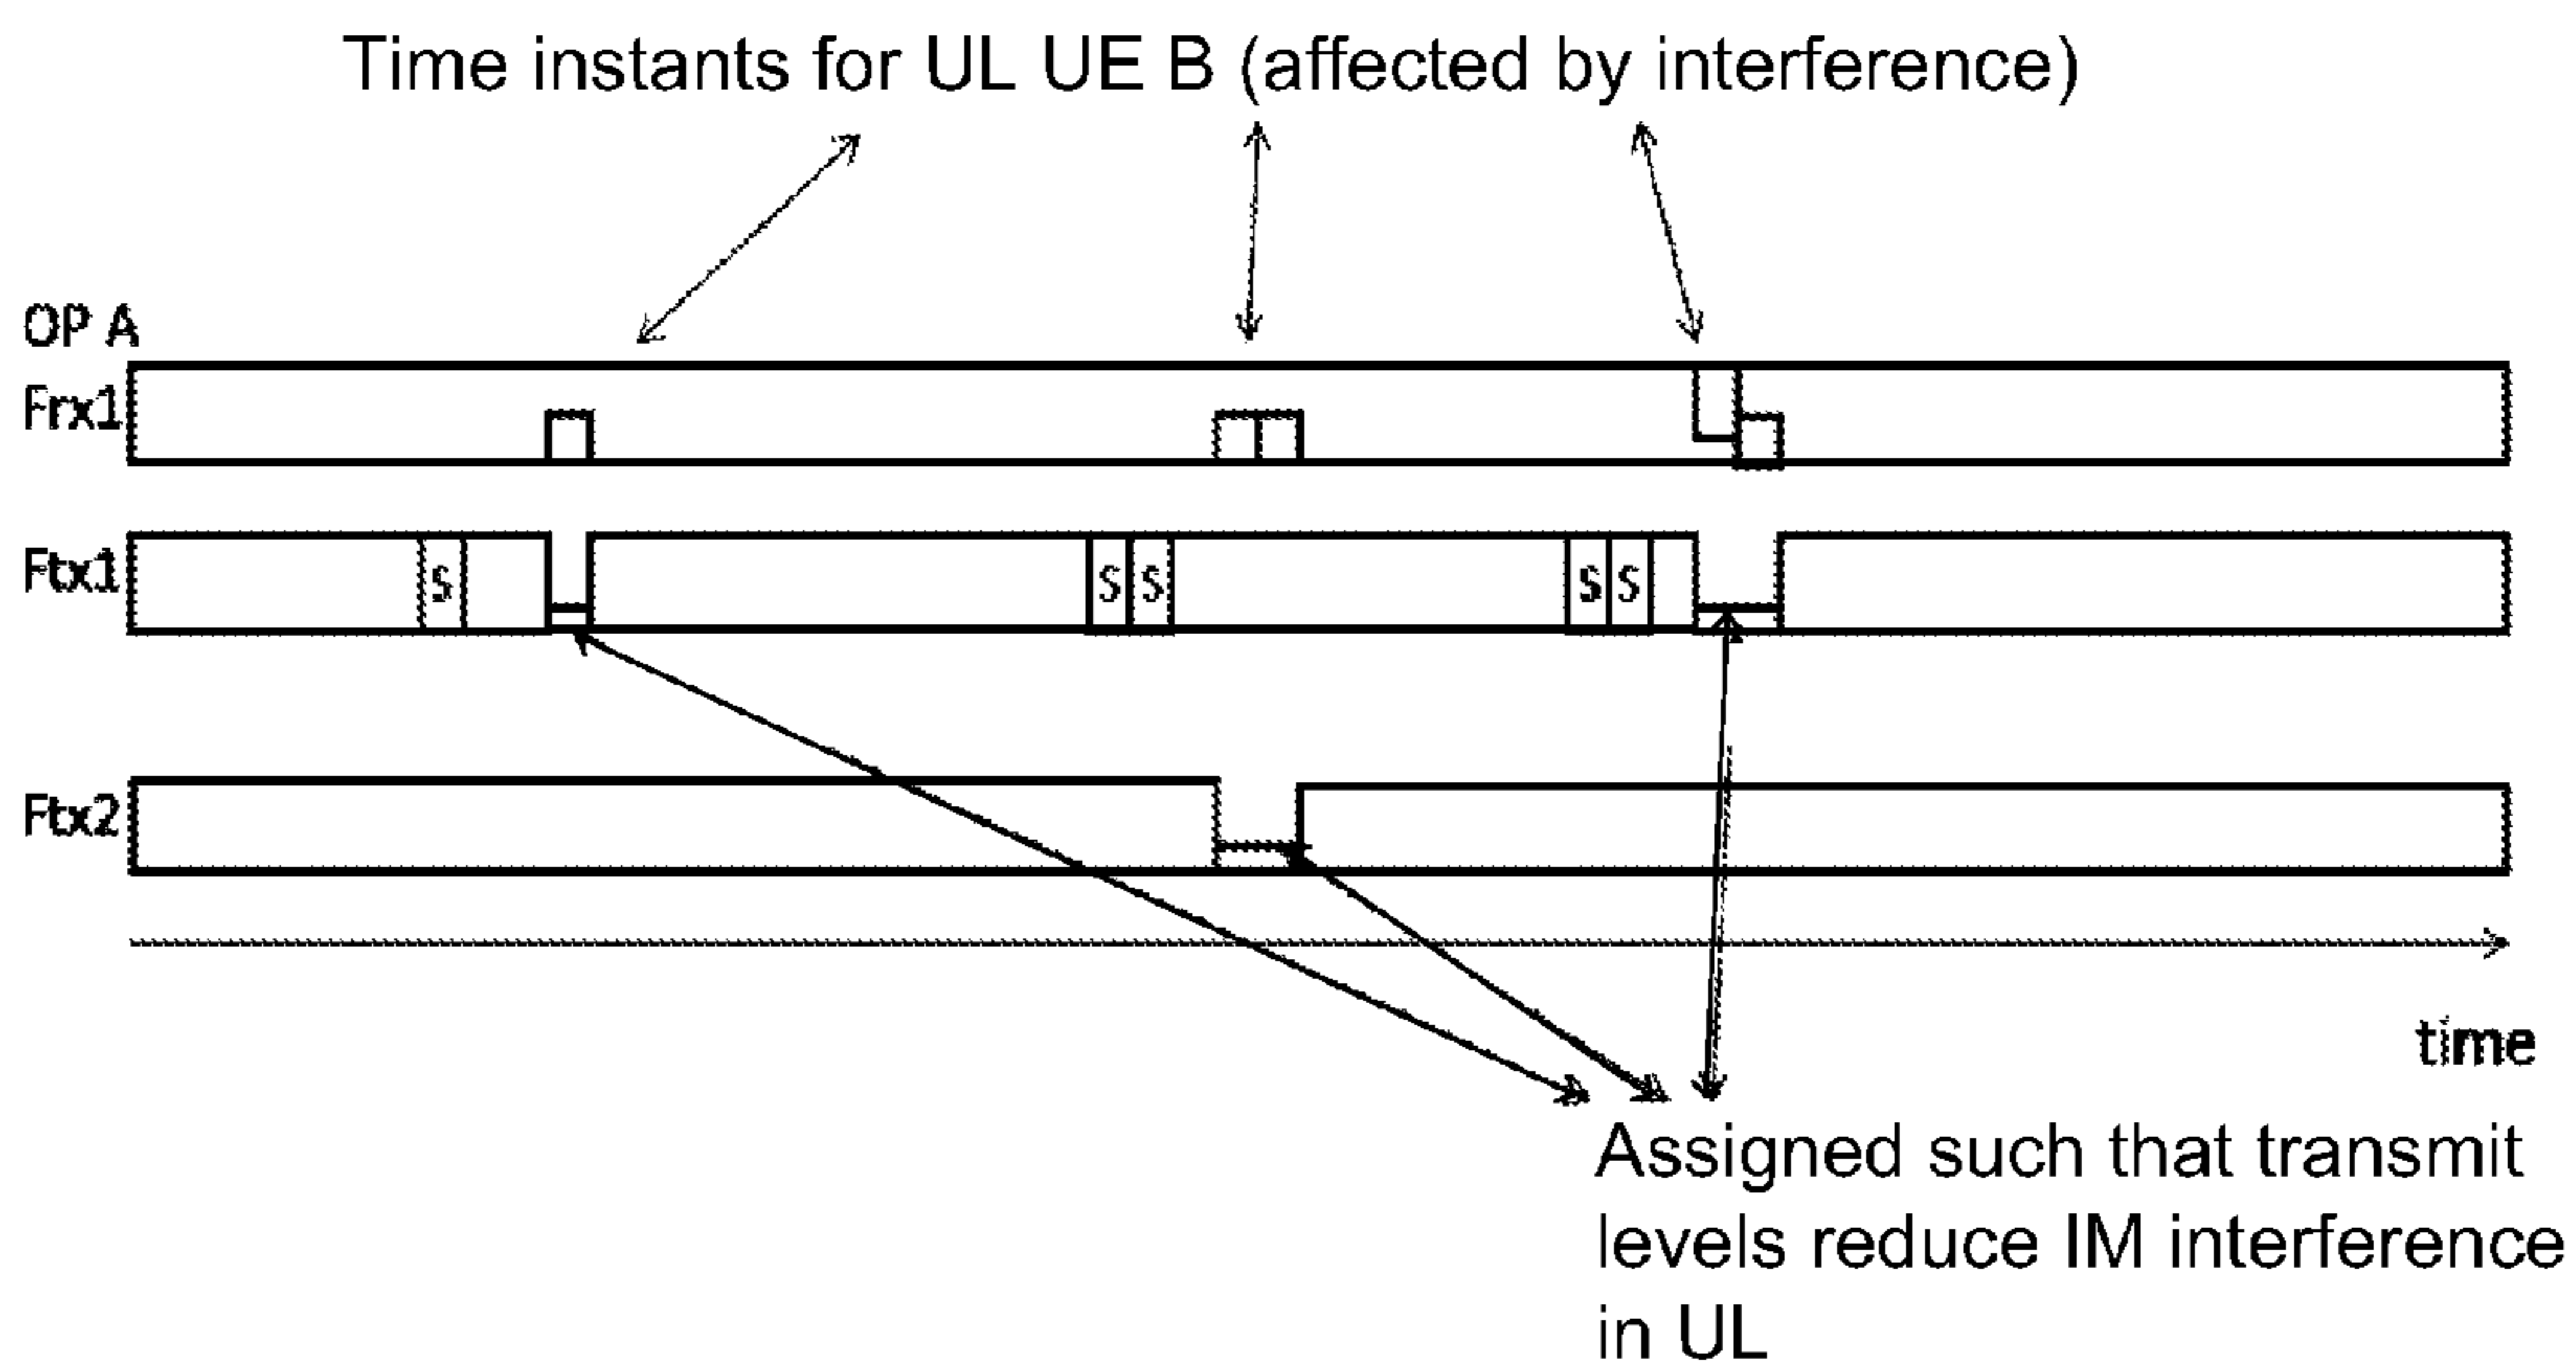 Time instants for UL UE B (affected by interference)
OP A
Frx1
Ftx1
S
S S
S S
Ftx2
time
Assigned such that transmit
levels reduce IM interference
in UL